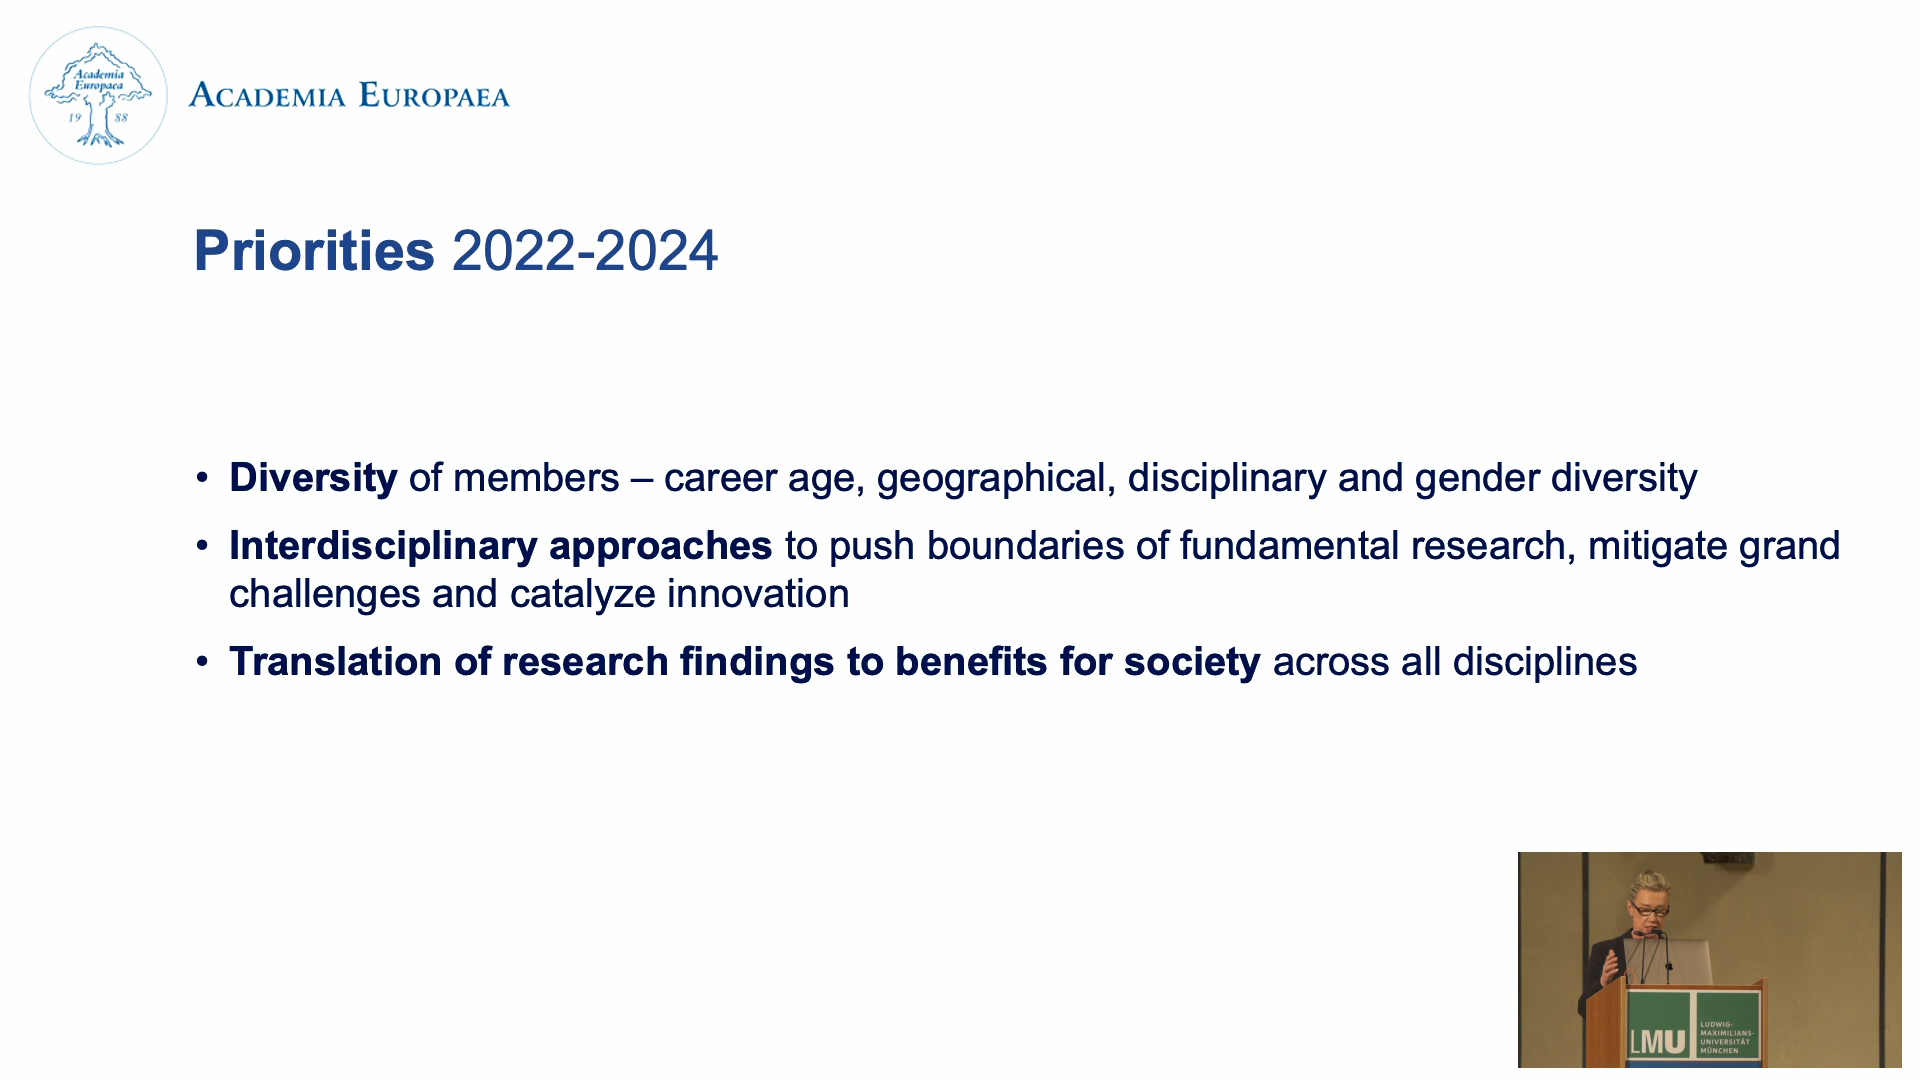 Academia
Europaea
19 88
ACADEMIA EUROPAEA
Priorities 2022-2024
• Diversity of members – career age, geographical, disciplinary and gender diversity
• Interdisciplinary approaches to push boundaries of fundamental research, mitigate grand
challenges and catalyze innovation
• Translation of research findings to benefits for society across all disciplines
LMU
LUDWIG-
MAXIMILIANS-
UNIVERSITÄT
MÜNCHEN